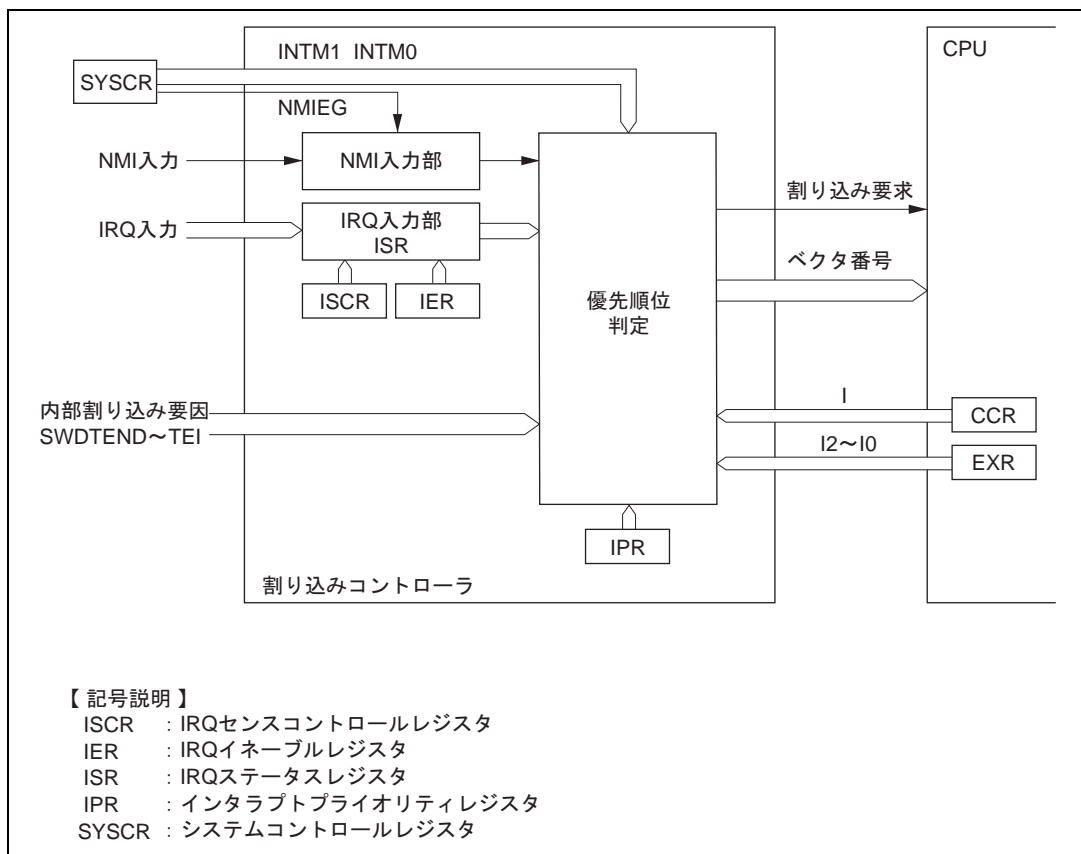 INTM1 INTM0
CPU
SYSCR
NMIEG
NMI入力
NMI入力部
割り込み要求
IRQ入力
IRQ入力部
ISR
ベクタ番号
ISCR
IER
優先順位
判定
内部割り込み要因
SWDTEND～TEI
I
CCR
I2～I0
EXR
IPR
割り込みコントローラ
【 記号説明 】
ISCR : IRQセンスコントロールレジスタ
IER : IRQイネーブルレジスタ
ISR : IRQステータスレジスタ
IPR : インタラプトプライオリティレジスタ
SYSCR : システムコントロールレジスタ